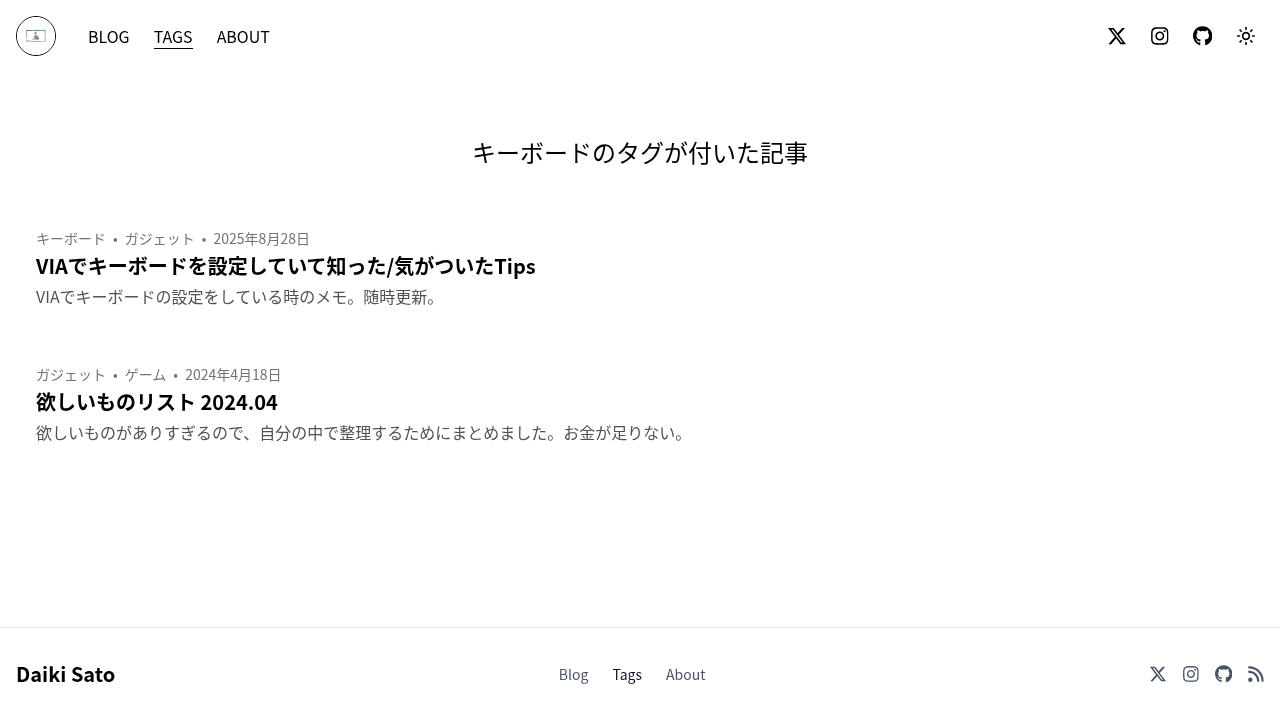 BLOG TAGS ABOUT
キーボードのタグが付いた記事
キーボード • ガジェット • 2025年8月28日
VIAでキーボードを設定していて知った/気がついたTips
VIAでキーボードの設定をしている時のメモ。随時更新。
ガジェット • ゲーム • 2024年4月18日
欲しいものリスト 2024.04
欲しいものがありすぎるので、自分の中で整理するためにまとめました。お金が足りない。
Daiki Sato Blog Tags About